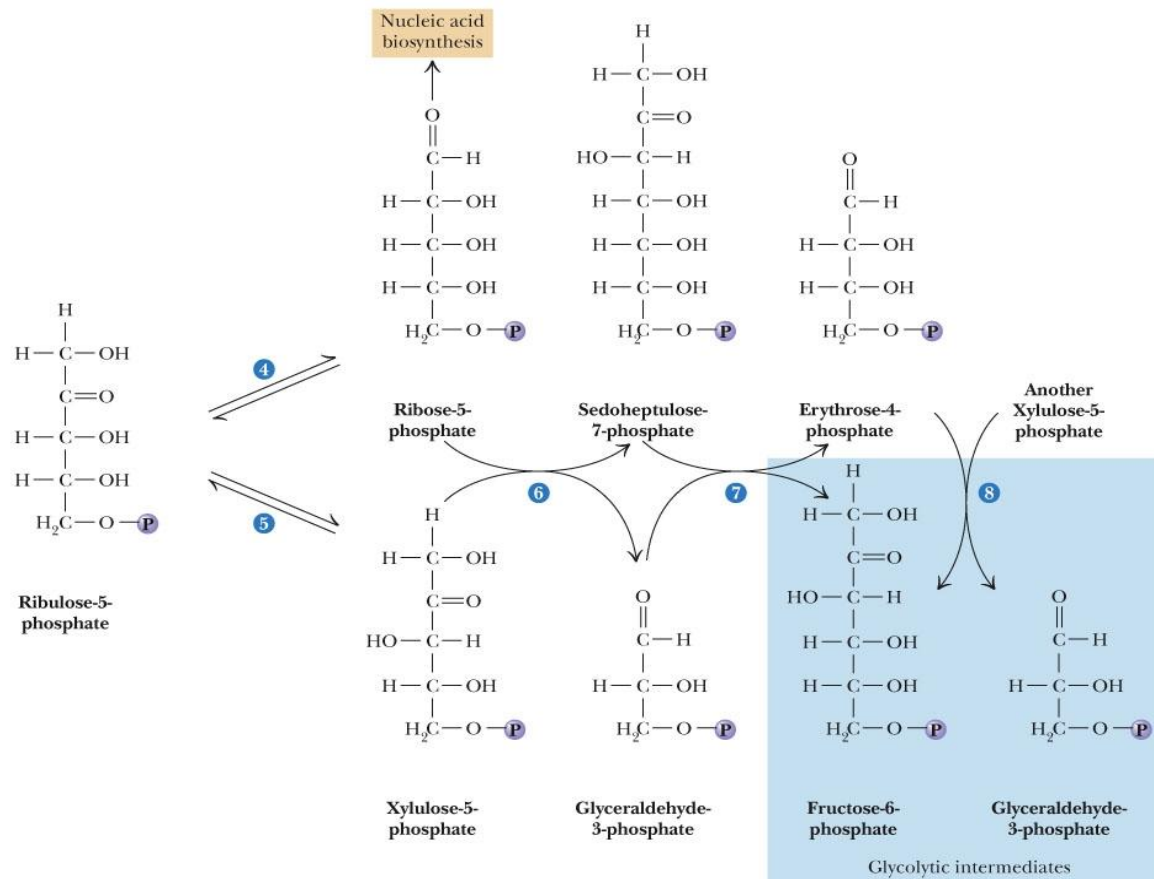 Nucleic acid
biosynthesis
O
C—H
H—C—OH
H—C—OH
H—C—OH
H2C—O—P
Ribose-5-
phosphate
H
H—C—OH
C=O
HO—C—H
H—C—OH
H—C—OH
H—C—OH
H2C—O—P
Sedoheptulose-
7-phosphate
O
C—H
H—C—OH
H—C—OH
H2C—O—P
Erythrose-4-
phosphate
Another
Xylulose-5-
phosphate
H
H—C—OH
C=O
H—C—OH
H—C—OH
H2C—O—P
Ribulose-5-
phosphate
4
5
6
7
8
H
H—C—OH
C=O
HO—C—H
H—C—OH
H2C—O—P
Xylulose-5-
phosphate
O
C—H
H—C—OH
H2C—O—P
Glyceraldehyde-
3-phosphate
H
H—C—OH
C=O
HO—C—H
H—C—OH
H—C—OH
H2C—O—P
Fructose-6-
phosphate
O
C—H
H—C—OH
H2C—O—P
Glyceraldehyde-
3-phosphate
Glycolytic intermediates